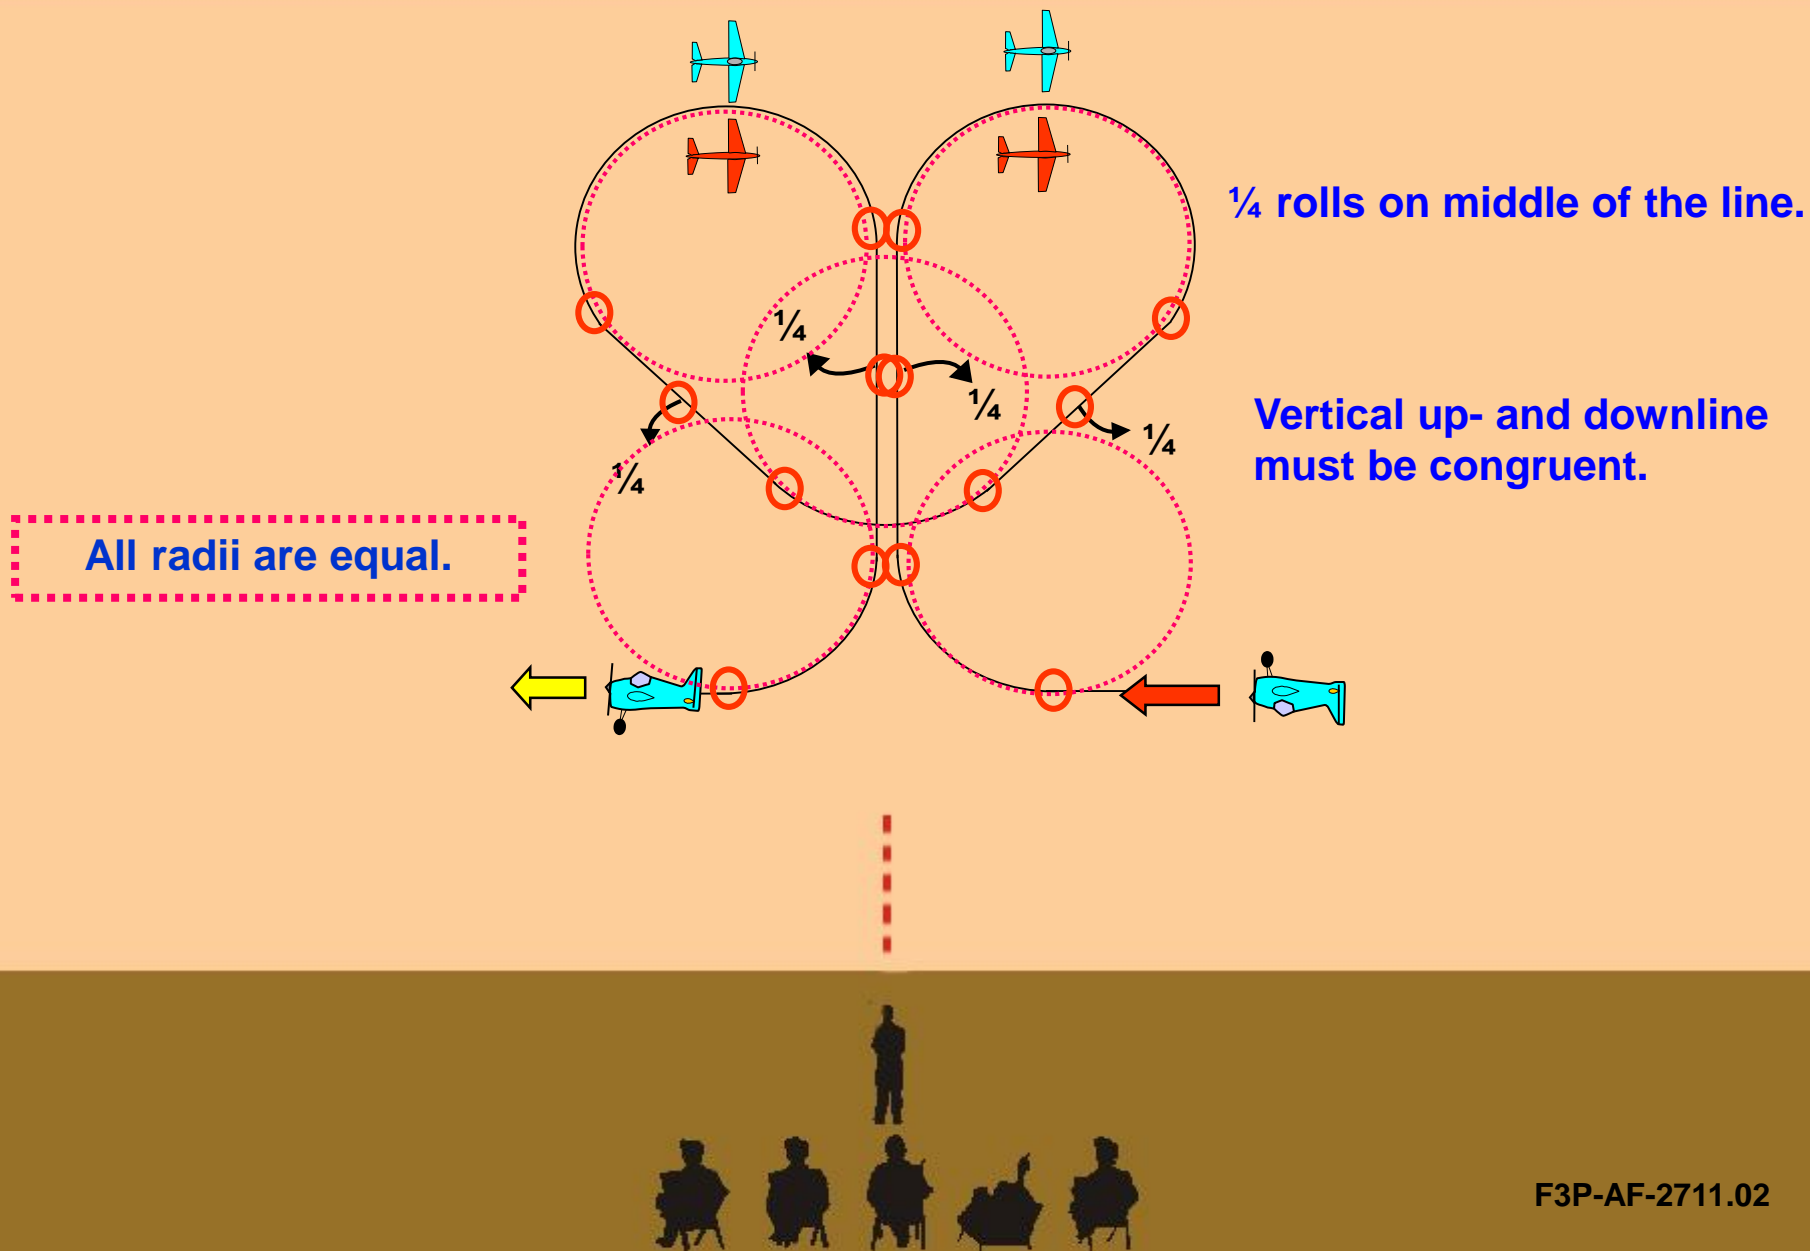 ¼ rolls on middle of the line.
¼
¼
Vertical up- and downline
must be congruent.
¼
¼
All radii are equal.
F3P-AF-2711.02